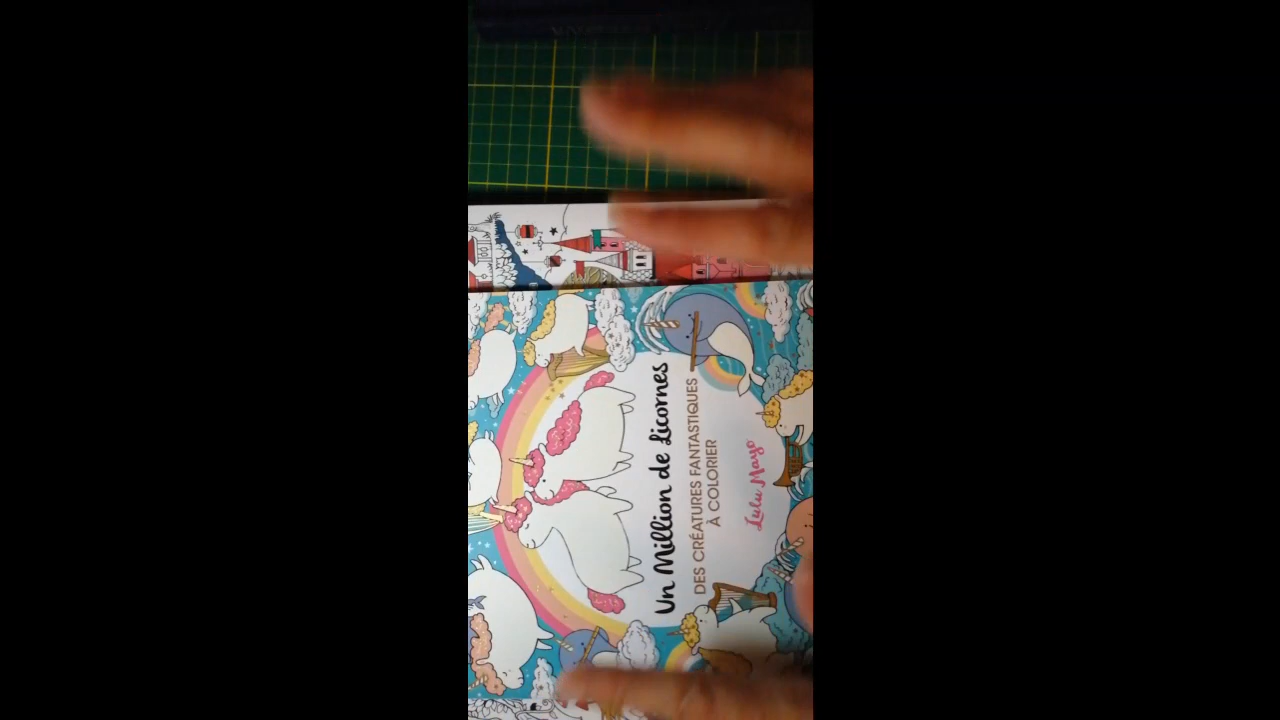 Un Million de Licornes
DES CRÉATURES FANTASTIQUES
À COLORIER
Lulu Mayo